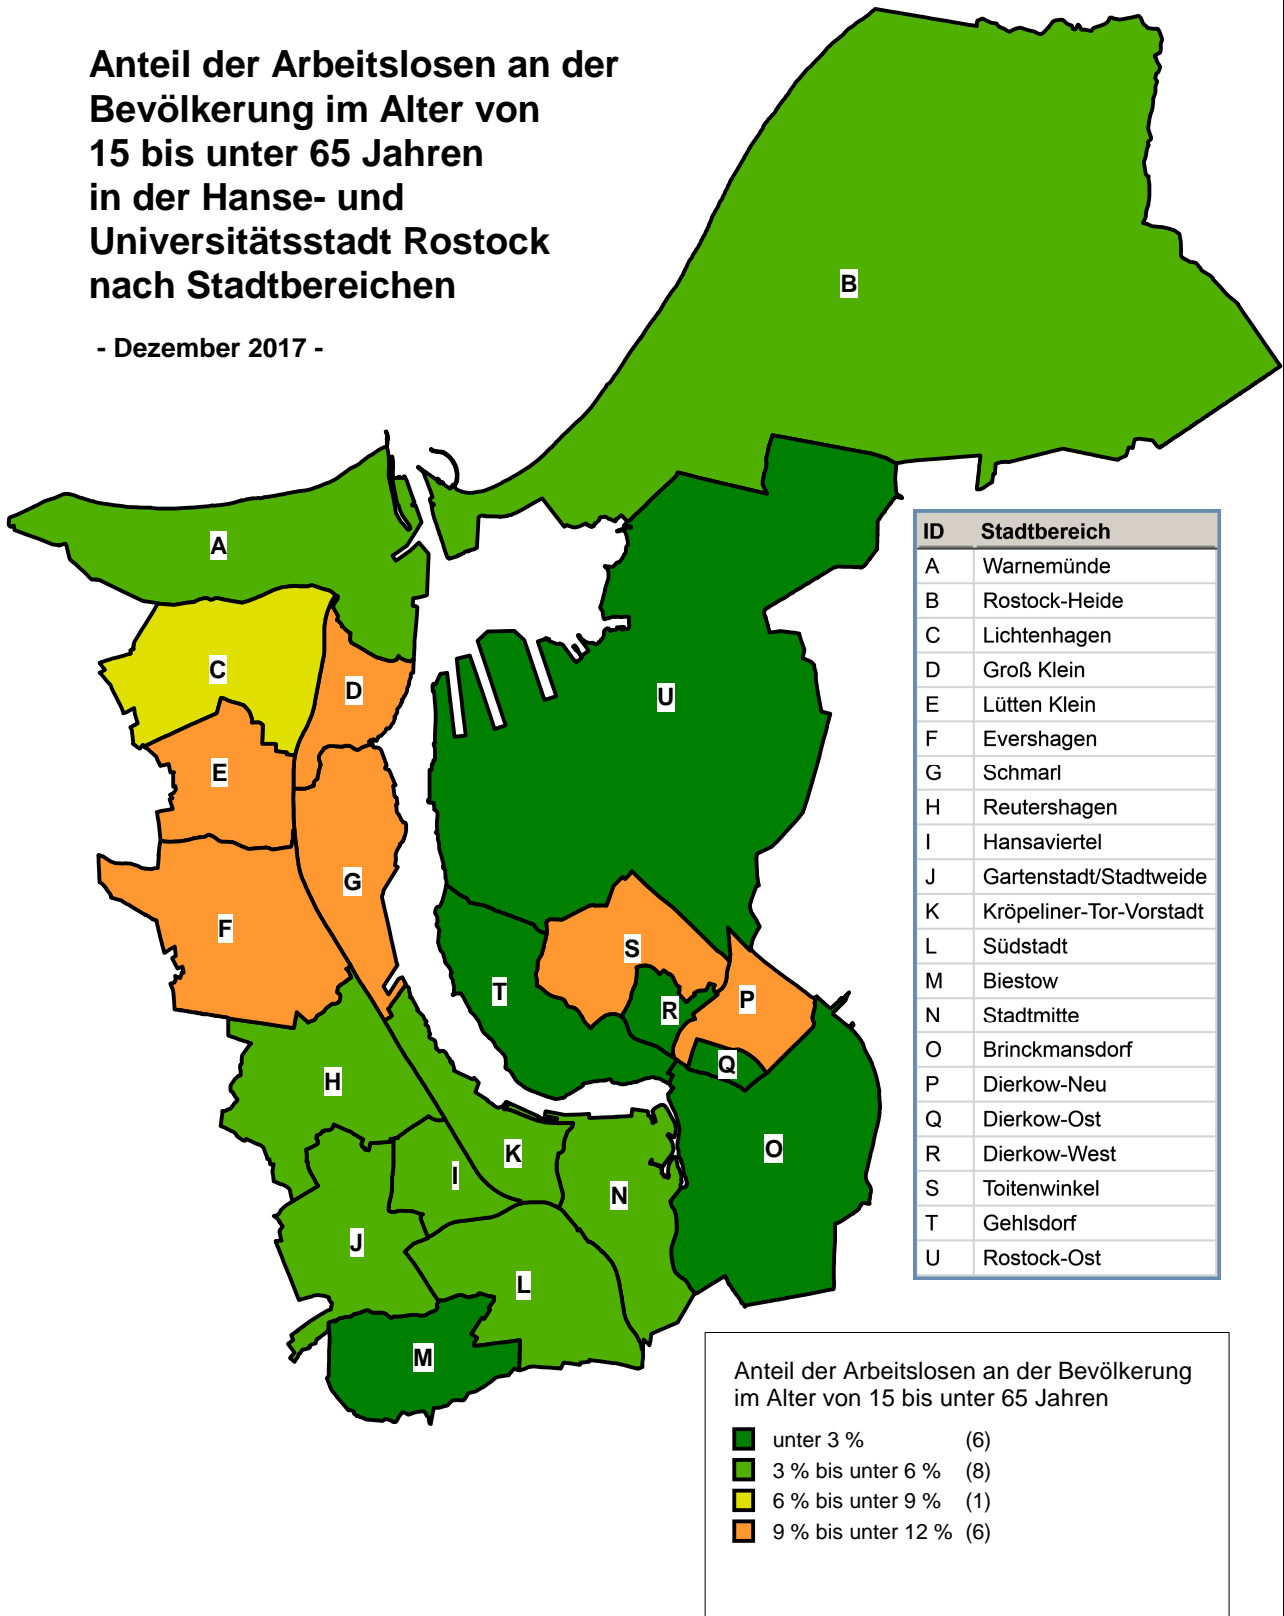 Anteil der Arbeitslosen an der
Bevölkerung im Alter von
15 bis unter 65 Jahren
in der Hanse- und
Universitätsstadt Rostock
nach Stadtbereichen
- Dezember 2017 -
B
A
C
D
U
E
G
F
S
T
R
P
Q
H
K
I
O
N
J
L
M
ID Stadtbereich
A Warnemünde
B Rostock-Heide
C Lichtenhagen
D Groß Klein
E Lütten Klein
F Evershagen
G Schmarl
H Reutershagen
I Hansaviertel
J Gartenstadt/Stadtweide
K Kröpeliner-Tor-Vorstadt
L Südstadt
M Biestow
N Stadtmitte
O Brinckmansdorf
P Dierkow-Neu
Q Dierkow-Ost
R Dierkow-West
S Toitenwinkel
T Gehlsdorf
U Rostock-Ost
Anteil der Arbeitslosen an der Bevölkerung
im Alter von 15 bis unter 65 Jahren
unter 3 % (6)
3 % bis unter 6 % (8)
6 % bis unter 9 % (1)
9 % bis unter 12 % (6)